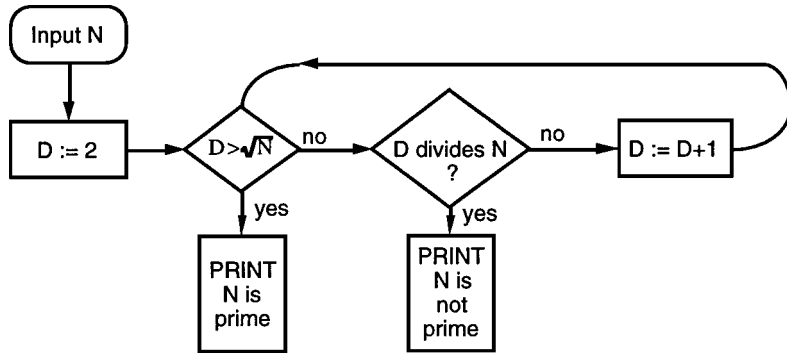 Input N
D := 2
D>√N
no
D divides N
?
no
D := D+1
yes
yes
PRINT
N is
prime
PRINT
N is
not
prime